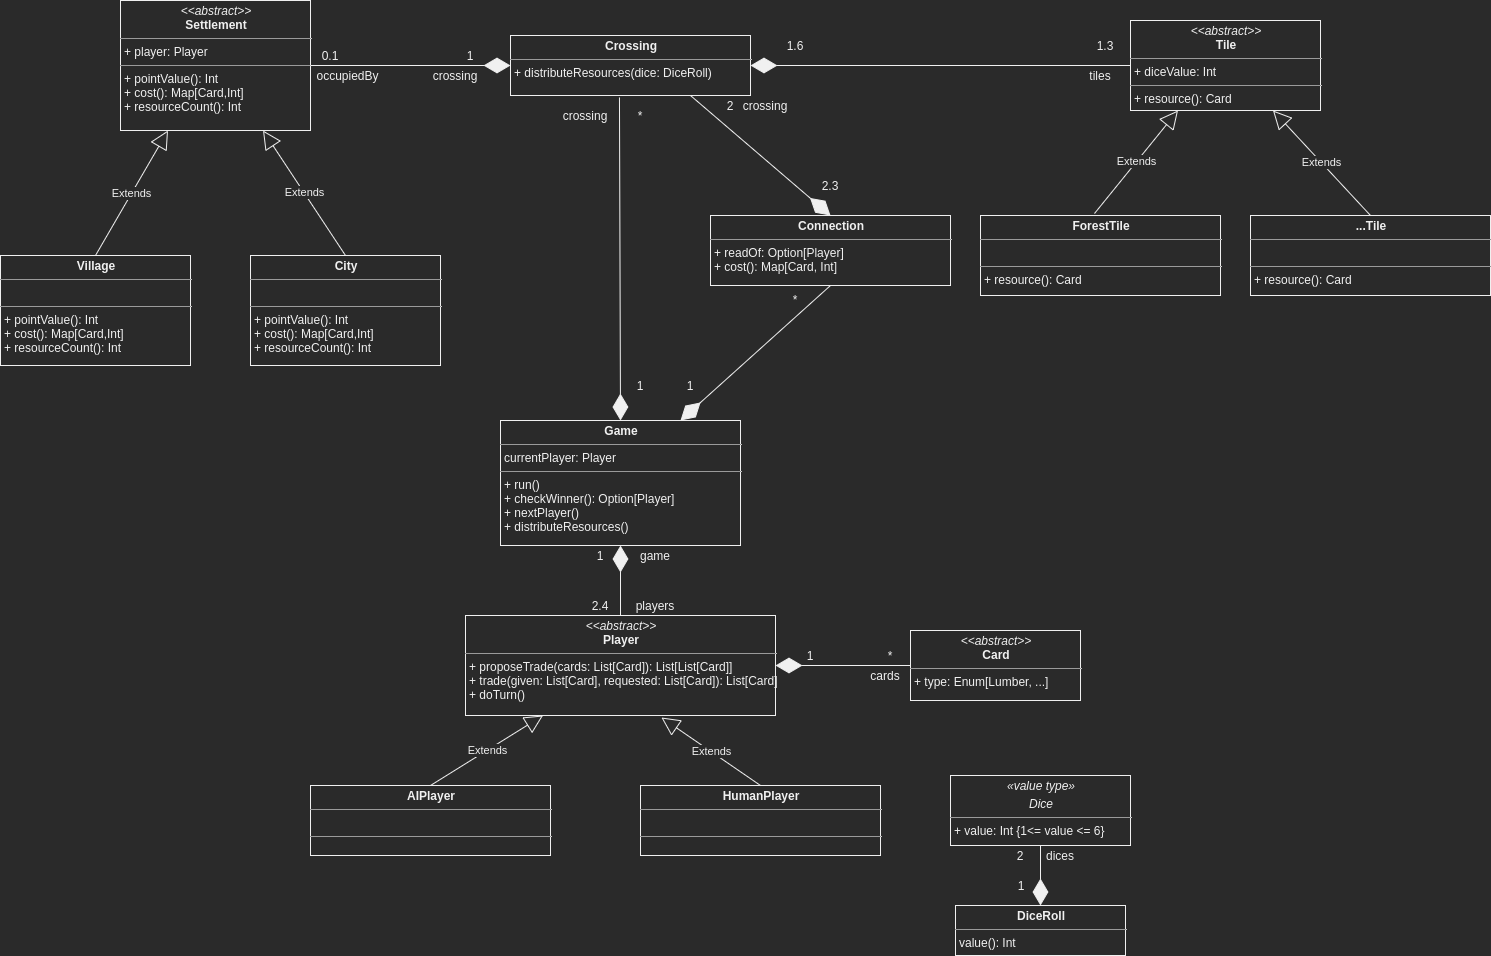 <<abstract>>
Settlement
+ player: Player
+ pointValue(): Int
+ cost(): Map[Card,Int]
+ resourceCount(): Int
0.1
1
occupiedBy
crossing
Crossing
+ distributeResources(dice: DiceRoll)
1.6
1.3
tiles
<<abstract>>
Tile
+ diceValue: Int
+ resource(): Card
crossing
*
2
crossing
2.3
Extends
Extends
Extends
Extends
Village
+ pointValue(): Int
+ cost(): Map[Card,Int]
+ resourceCount(): Int
City
+ pointValue(): Int
+ cost(): Map[Card,Int]
+ resourceCount(): Int
Connection
+ readOf: Option[Player]
+ cost(): Map[Card, Int]
ForestTile
+ resource(): Card
...Tile
+ resource(): Card
*
1
1
Game
currentPlayer: Player
+ run()
+ checkWinner(): Option[Player]
+ nextPlayer()
+ distributeResources()
1
game
2.4
players
<<abstract>>
Player
+ proposeTrade(cards: List[Card]): List[List[Card]]
+ trade(given: List[Card], requested: List[Card]): List[Card]
+ doTurn()
1
*
cards
<<abstract>>
Card
+ type: Enum[Lumber, ...]
Extends
Extends
AIPlayer
HumanPlayer
«value type»
Dice
+ value: Int {1<= value <= 6}
2
dices
1
DiceRoll
value(): Int